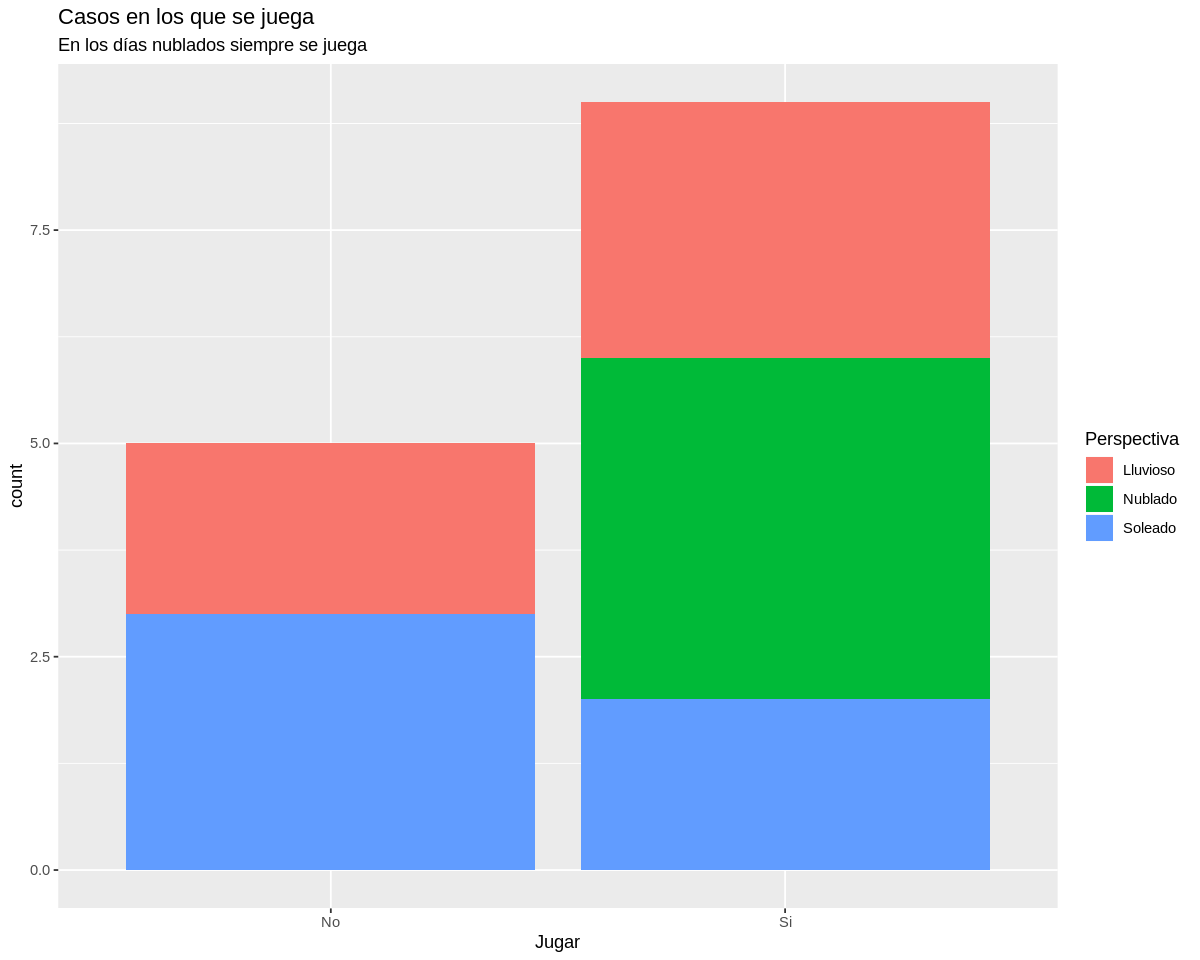 Casos en los que se juega
En los días nublados siempre se juega
7.5
5.0
2.5
0.0
count
No
Si
Jugar
Perspectiva
Lluvioso
Nublado
Soleado